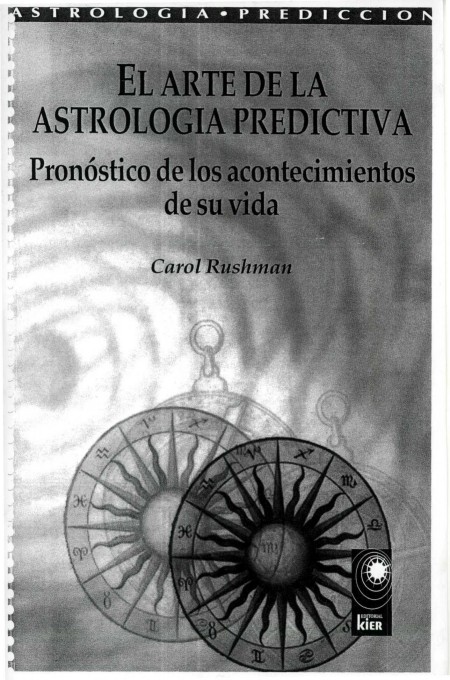 ASTROLOGIA • PREDICCION
EL ARTE DE LA
ASTROLOGIA PREDICTIVA
Pronóstico de los acontecimientos
de su vida
Carol Rushman
EDITORIAL
KIER